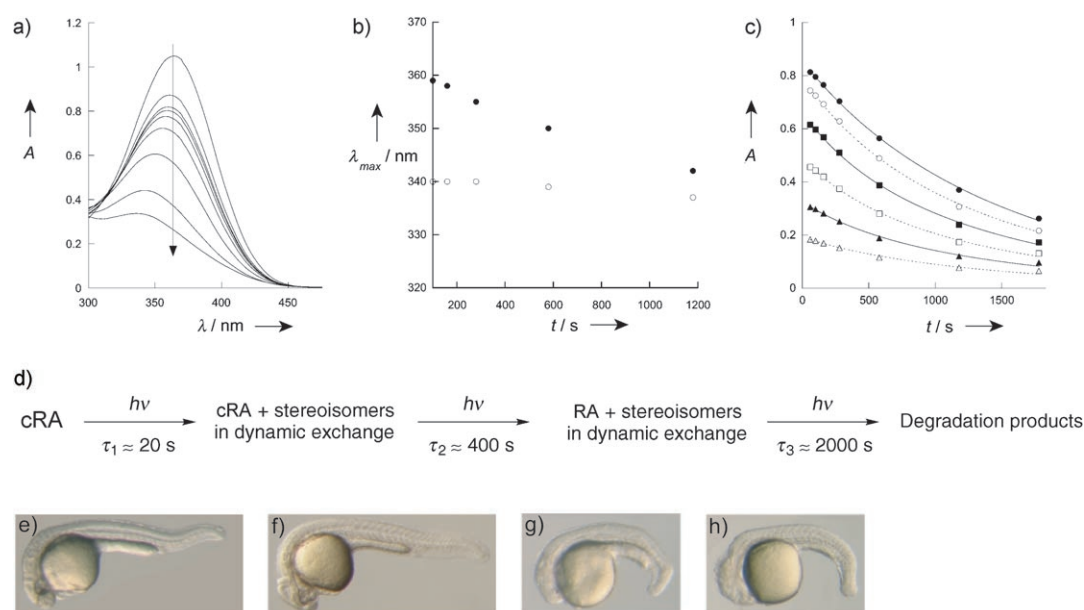 a)
1.2
1
0.8
0.6
0.4
0.2
0
A
300 350 400 450
λ / nm
b)
370
360
350
340
330
320
λmax / nm
200 400 600 800 1000 1200
t / s
c)
1
0.8
0.6
0.4
0.2
0
A
0 500 1000 1500
t / s
d)
cRA
hν
τ1 ≈ 20 s
cRA + stereoisomers
in dynamic exchange
hν
τ2 ≈ 400 s
RA + stereoisomers
in dynamic exchange
hν
τ3 ≈ 2000 s
Degradation products
e)
f)
g)
h)